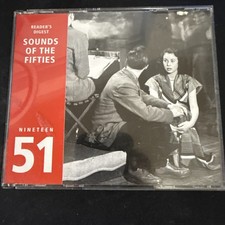 READER'S
DIGEST
SOUNDS
OF THE
FIFTIES
NINETEEN
51